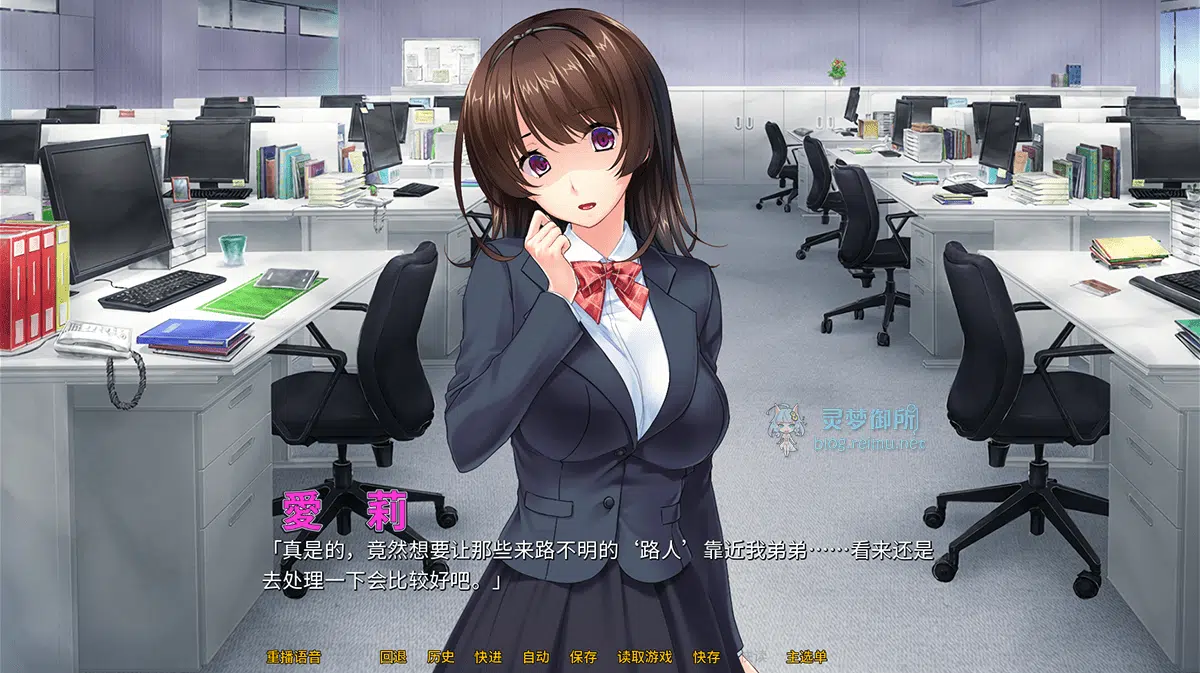 灵梦御所
blog.reimu.net
愛 莉
「真是的，竟然想要让那些来路不明的‘路人’靠近我弟弟……看来还是
去处理一下会比较好吧。」
重播语音 回退 历史 快进 自动 保存 读取游戏 快存 主选单